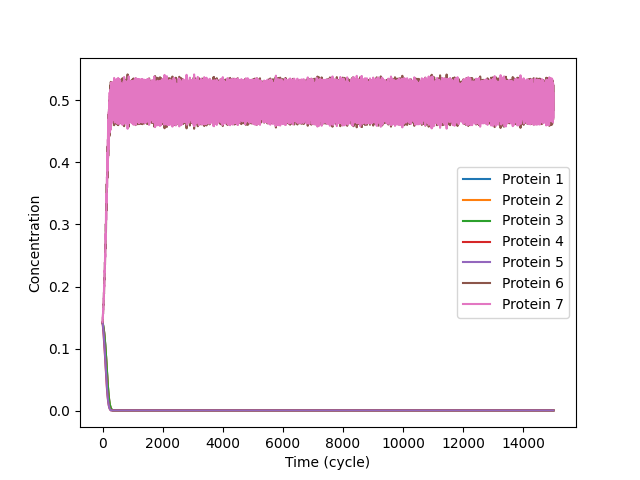 0.5
0.4
0.3
0.2
0.1
0.0
Concentration
Protein 1
Protein 2
Protein 3
Protein 4
Protein 5
Protein 6
Protein 7
0 2000 4000 6000 8000 10000 12000 14000
Time (cycle)